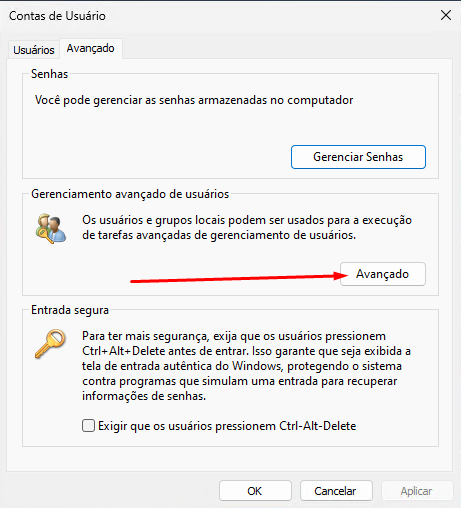 Contas de Usuário
Usuários
Avançado
Senhas
Você pode gerenciar as senhas armazenadas no computador
Gerenciar Senhas
Gerenciamento avançado de usuários
Os usuários e grupos locais podem ser usados para a execução
de tarefas avançadas de gerenciamento de usuários.
Avançado
Entrada segura
Para ter mais segurança, exija que os usuários pressionem
Ctrl+Alt+Delete antes de entrar. Isso garante que seja exibida a
tela de entrada autêntica do Windows, protegendo o sistema
contra programas que simulam uma entrada para recuperar
informações de senhas.
Exigir que os usuários pressionem Ctrl-Alt-Delete
OK
Cancelar
Aplicar